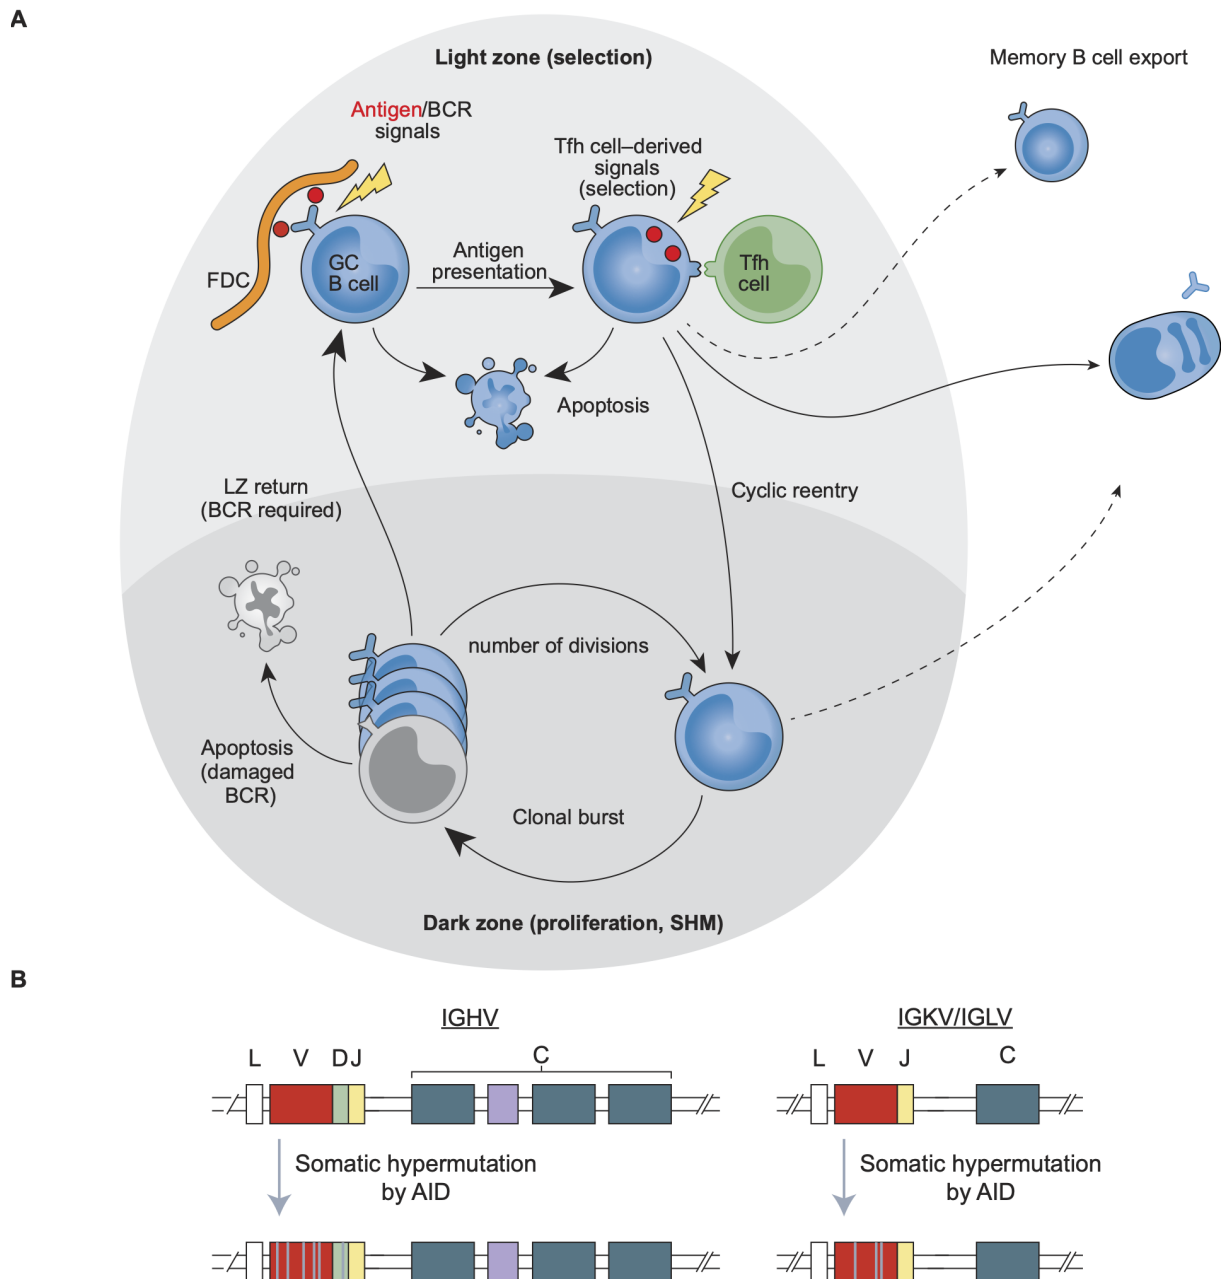 A
Light zone (selection)
Memory B cell export
Antigen/BCR
signals
Tfh cell–derived
signals
(selection)
FDC
GC
B cell
Antigen
presentation
Tfh
cell
Apoptosis
LZ return
(BCR required)
Cyclic reentry
number of divisions
Apoptosis
(damaged
BCR)
Clonal burst
Dark zone (proliferation, SHM)
B
IGHV
L V D J C
Somatic hypermutation
by AID
IGKV/IGLV
L V J C
Somatic hypermutation
by AID